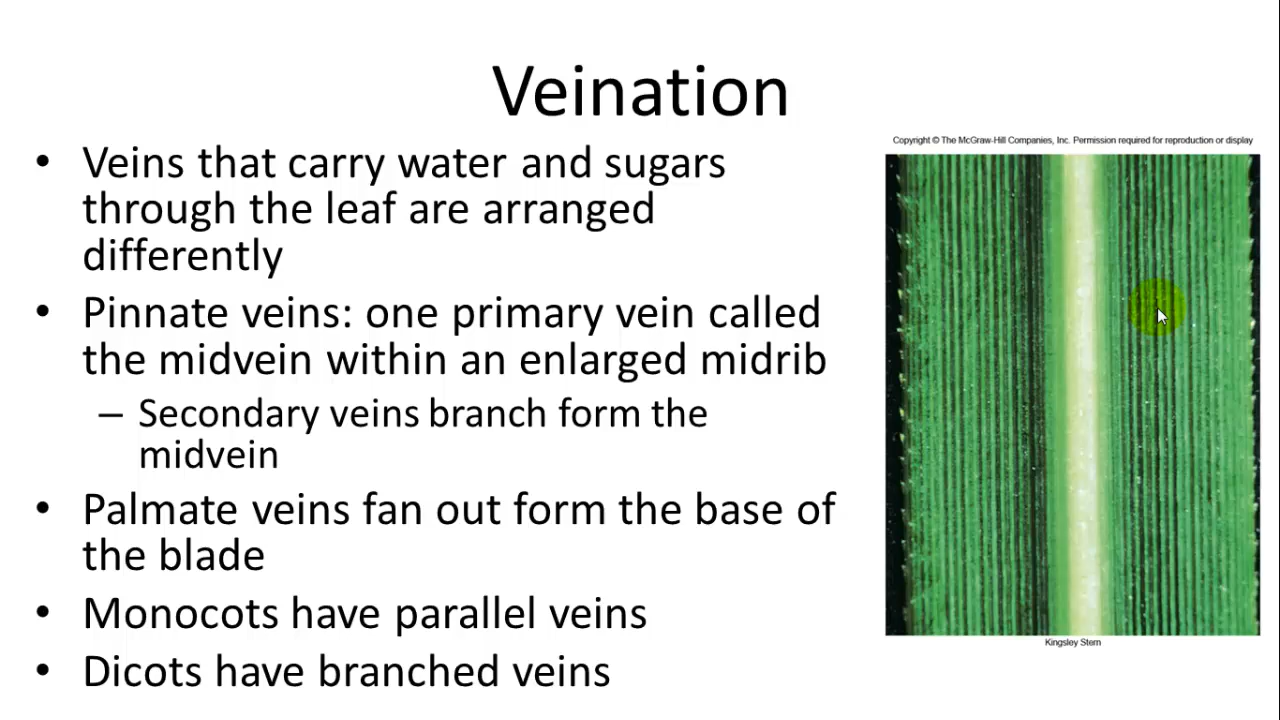 Veination
• Veins that carry water and sugars
through the leaf are arranged
differently
• Pinnate veins: one primary vein called
the midvein within an enlarged midrib
– Secondary veins branch form the
midvein
• Palmate veins fan out form the base of
the blade
• Monocots have parallel veins
• Dicots have branched veins
Copyright © The McGraw-Hill Companies, Inc. Permission required for reproduction or display
Kingsley Stern